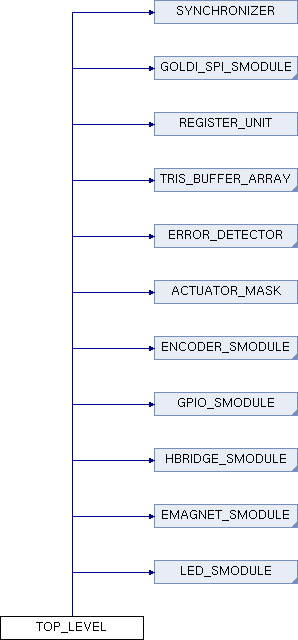 SYNCHRONIZER
GOLDI_SPI_SMODULE
REGISTER_UNIT
TRIS_BUFFER_ARRAY
ERROR_DETECTOR
ACTUATOR_MASK
ENCODER_SMODULE
GPIO_SMODULE
HBRIDGE_SMODULE
EMAGNET_SMODULE
LED_SMODULE
TOP_LEVEL